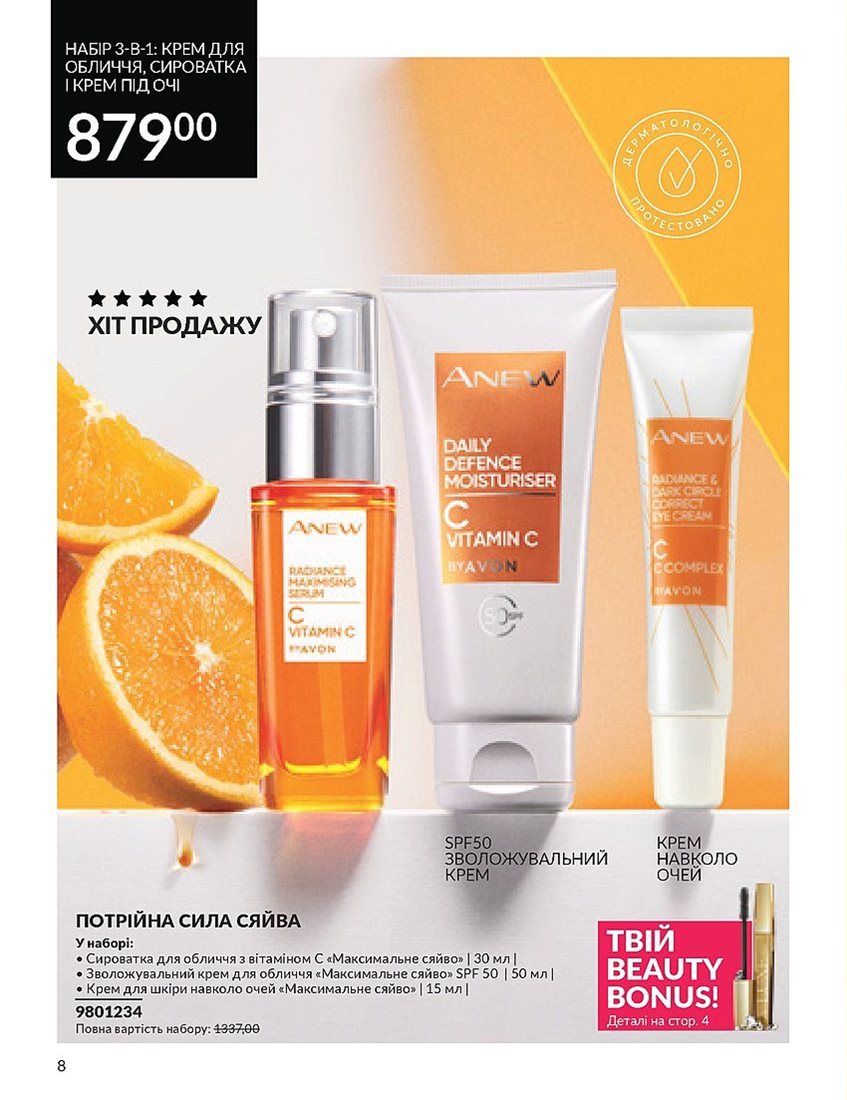 НАБІР 3-В-1: КРЕМ ДЛЯ
ОБЛИЧЧЯ, СИРОВАТКА
І КРЕМ ПІД ОЧІ
879⁰⁰
ДЕРМАТОЛОГІЧНО
ПРОТЕСТОВАНО
ХІТ ПРОДАЖУ
ANEW
RADIANCE
MAXIMISING
SERUM
C
VITAMIN C
BY AVON
ANEW
DAILY
DEFENCE
MOISTURISER
C
VITAMIN C
BY AVON
50 SPF
ANEW
RADIANCE &
DARK CIRCLE
CORRECT
EYE CREAM
C
C COMPLEX
BY AVON
SPF50
ЗВОЛОЖУВАЛЬНИЙ
КРЕМ
КРЕМ
НАВКОЛО
ОЧЕЙ
ПОТРІЙНА СИЛА СЯЙВА
У наборі:
• Сироватка для обличчя з вітаміном С «Максимальне сяйво» | 30 мл |
• Зволожувальний крем для обличчя «Максимальне сяйво» SPF 50 | 50 мл |
• Крем для шкіри навколо очей «Максимальне сяйво» | 15 мл |
9801234
Повна вартість набору: 1337,00
ТВІЙ
BEAUTY
BONUS!
Деталі на стор. 4
8